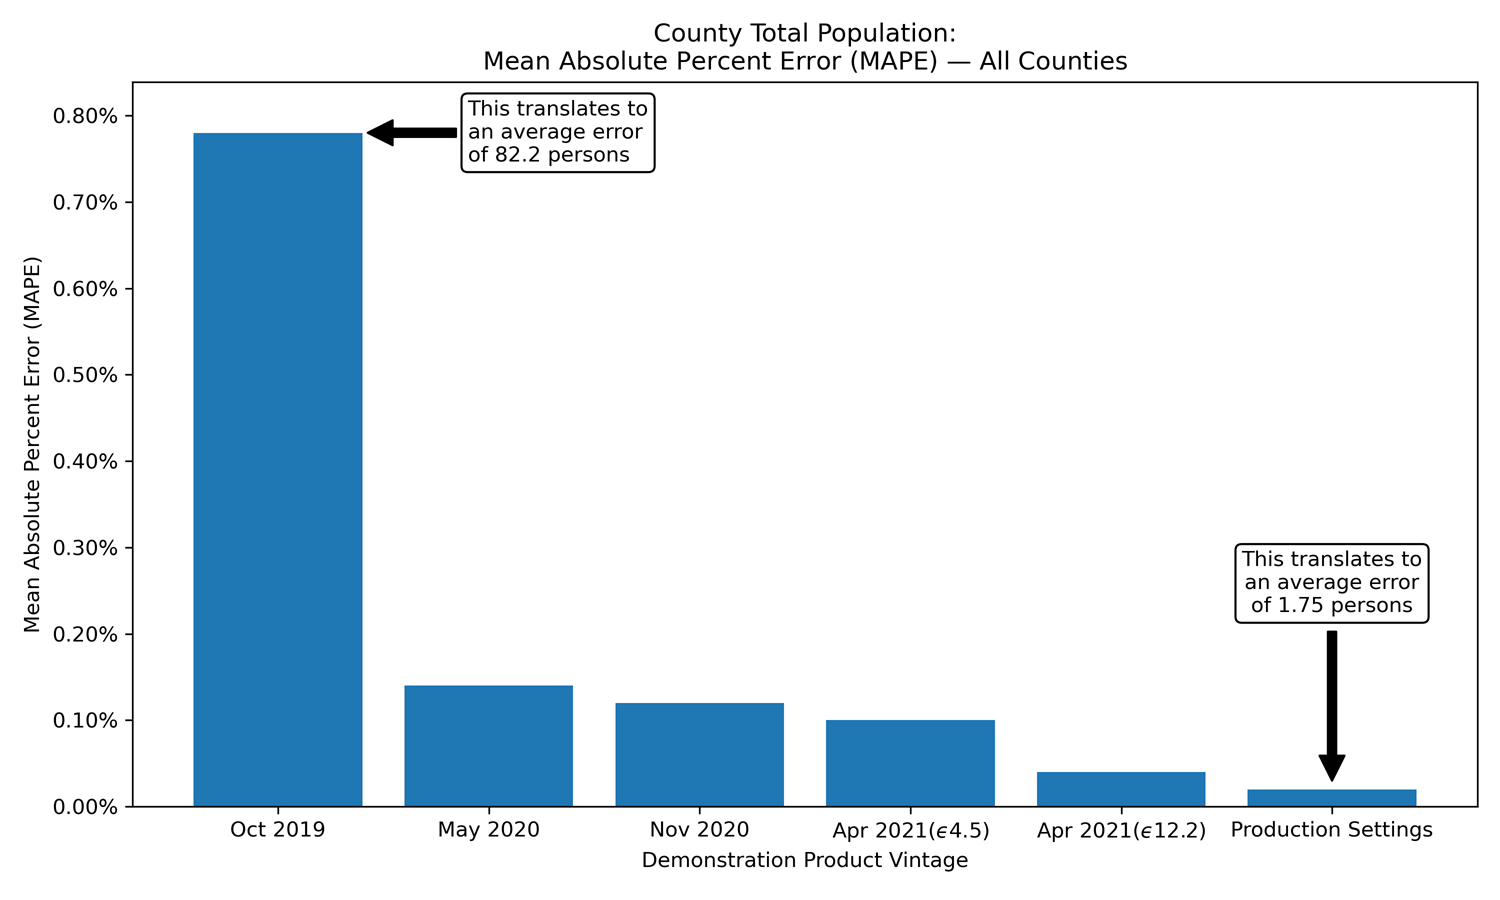 County Total Population:
Mean Absolute Percent Error (MAPE) — All Counties
Mean Absolute Percent Error (MAPE)
0.80%
0.70%
0.60%
0.50%
0.40%
0.30%
0.20%
0.10%
0.00%
This translates to
an average error
of 82.2 persons
This translates to
an average error
of 1.75 persons
Oct 2019
May 2020
Nov 2020
Apr 2021(ϵ4.5)
Apr 2021(ϵ12.2)
Production Settings
Demonstration Product Vintage